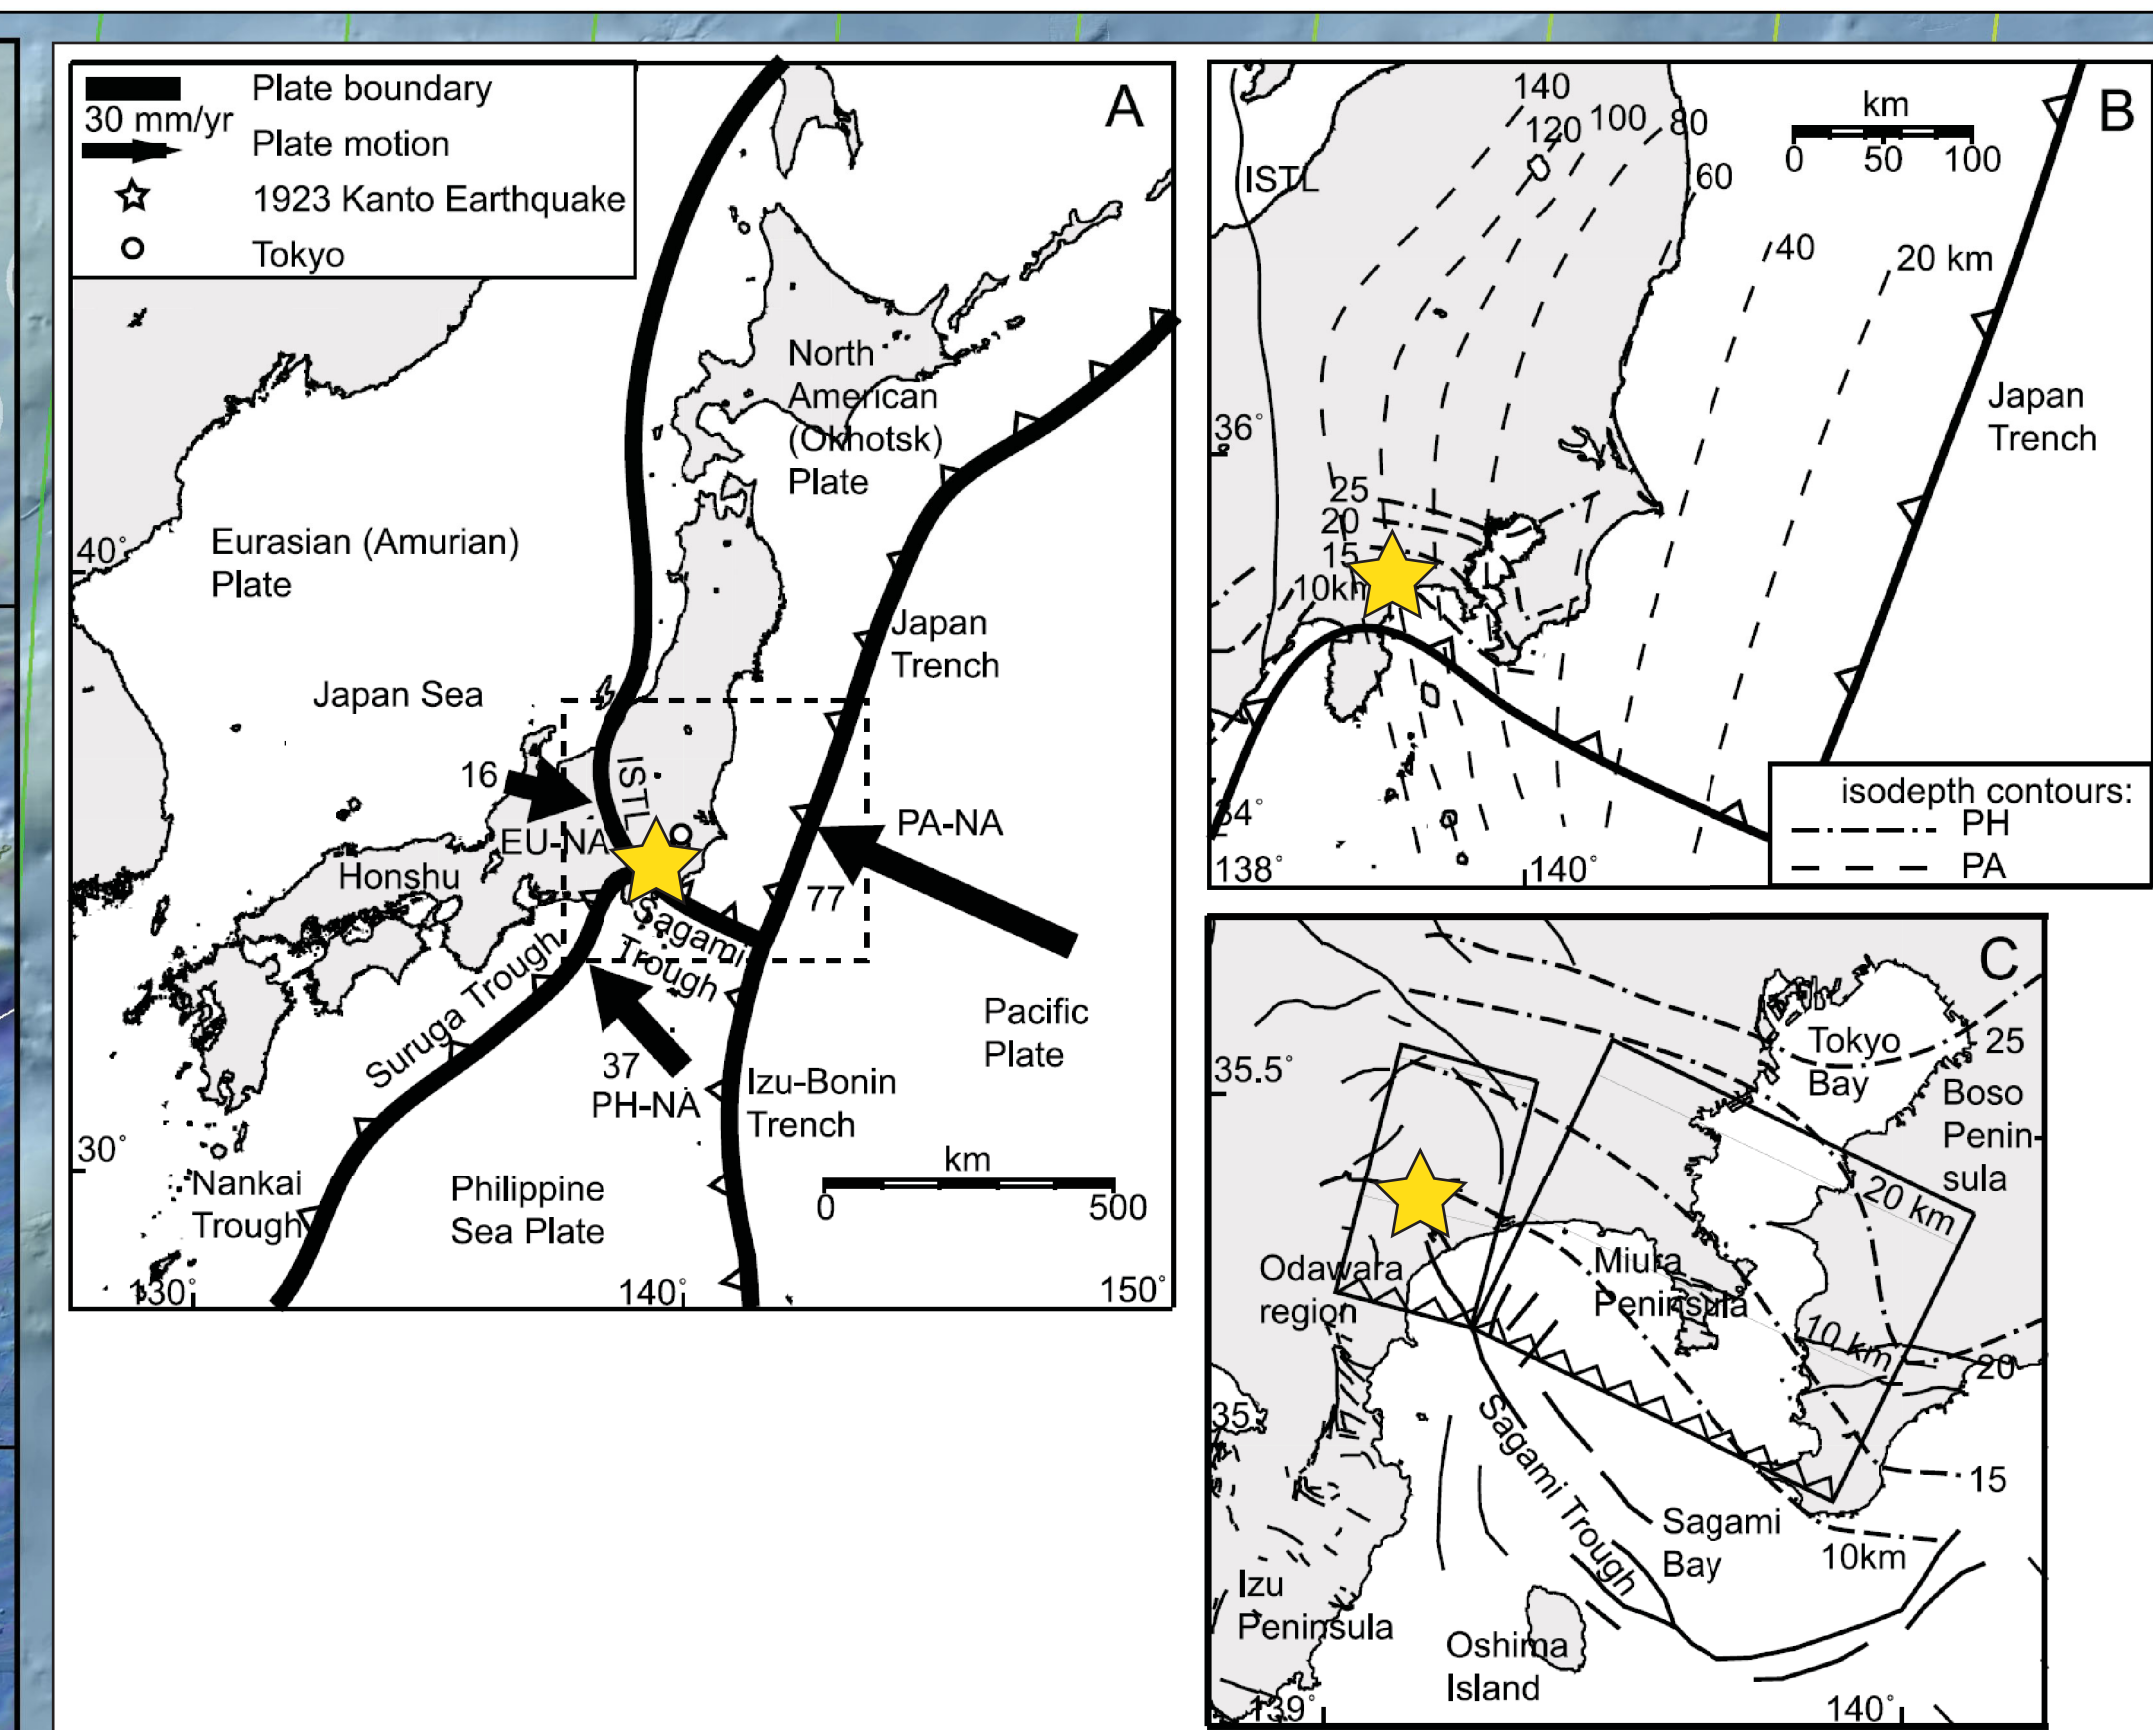 Plate boundary
30 mm/yr
Plate motion
1923 Kanto Earthquake
Tokyo
A
North
American
(Okhotsk)
Plate
40°
Eurasian (Amurian)
Plate
Japan
Trench
Japan Sea
16
ISTL
EU-NA
PA-NA
77
Honshu
Sagami
Trough
Suruga Trough
37
PH-NA
Pacific
Plate
Izu-Bonin
Trench
30°
Nankai
Trough
Philippine
Sea Plate
km
0
500
130°
140°
150°
B
140
120
100
80
60
km
0
50
100
ISTL
40
20 km
Japan
Trench
36°
25
20
15
10km
34°
138°
140°
isodepth contours:
PH
PA
C
Tokyo
Bay
25
35.5°
Boso
Penin-
sula
20 km
Odawara
region
Miura
Peninsula
10 km
20
35°
Sagami Trough
15
Sagami
Bay
10km
Izu
Peninsula
Oshima
Island
139°
140°